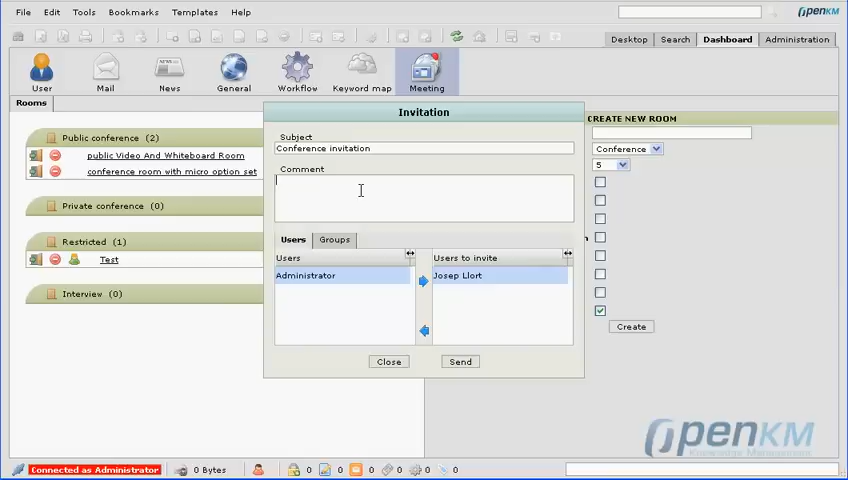 File Edit Tools Bookmarks Templates Help
OPENKM
Desktop Search Dashboard Administration
User Mail News General Workflow Keyword map Meeting
Rooms
Public conference (2)
public Video And Whiteboard Room
conference room with micro option set
Private conference (0)
Restricted (1)
Test
Interview (0)
Invitation
Subject
Conference invitation
Comment
Users Groups
Users
Users to invite
Administrator
Josep Llort
Close Send
CREATE NEW ROOM
Conference
5
Create
OPENKM
Knowledge Management
Connected as Administrator 0 Bytes 0 0 0 0 0 0